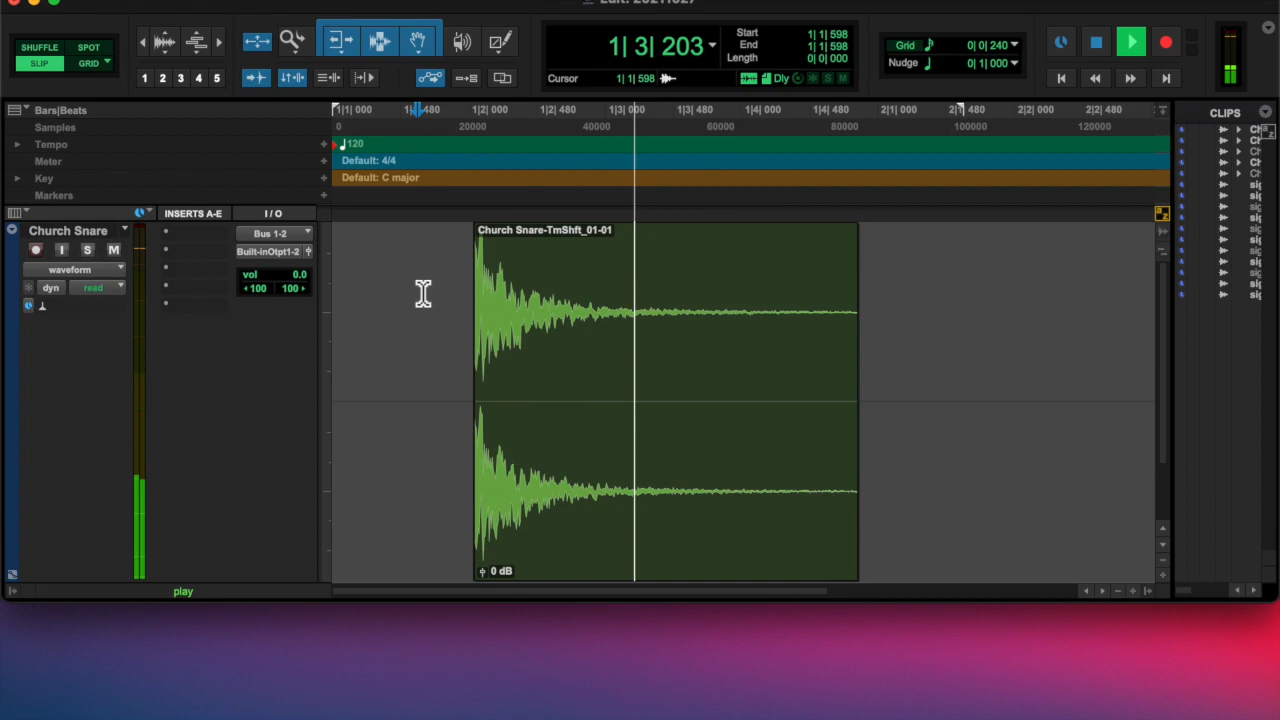 SHUFFLE SPOT
SLIP GRID
1 2 3 4 5
1| 3| 203
Start 1| 1| 598
End 1| 1| 598
Length 0| 0| 000
Cursor 1| 1| 598
Dly S M
Grid 0| 0| 240
Nudge 0| 1| 000
Bars|Beats
1|1| 000 480 1|2| 000 1|2| 480 1|3| 000 1|3| 480 1|4| 000 1|4| 480 2|1| 000 480 2|2| 000 2|2| 480
Samples
0 20000 40000 60000 80000 100000 120000
Tempo + 120
Meter + Default: 4/4
Key + Default: C major
Markers +
CLIPS
INSERTS A-E I / O
Church Snare
I S M
waveform
dyn read
Bus 1-2
Built-inOtpt1-2
vol 0.0
100 100
Church Snare-TmShft_01-01
0 dB
play